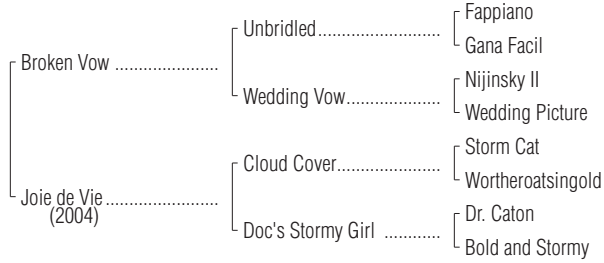 Fappiano
Unbridled........................
Gana Facil
Broken Vow ....................
Nijinsky II
Wedding Vow..................
Wedding Picture
Storm Cat
Cloud Cover....................
Wortheroatsingold
Joie de Vie ......................
(2004)
Dr. Caton
Doc's Stormy Girl ............
Bold and Stormy